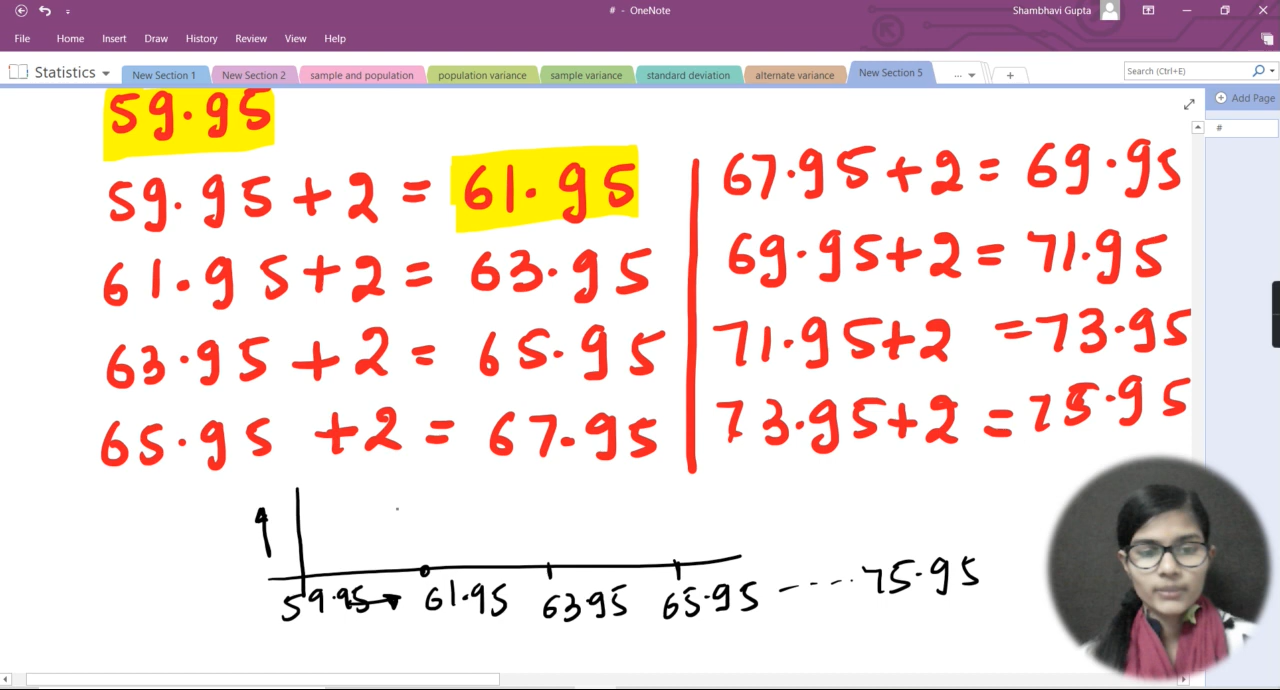 # - OneNote
Shambhavi Gupta
File Home Insert Draw History Review View Help
Statistics
New Section 1
New Section 2
sample and population
population variance
sample variance
standard deviation
alternate variance
New Section 5
...
+
Search (Ctrl+E)
Add Page
#
59.95
59.95 + 2 = 61.95
61.95 + 2 = 63.95
63.95 + 2 = 65.95
65.95 + 2 = 67.95
67.95 + 2 = 69.95
69.95 + 2 = 71.95
71.95 + 2 = 73.95
73.95 + 2 = 75.95
59.95 61.95 6395 65.95 ---- 75.95